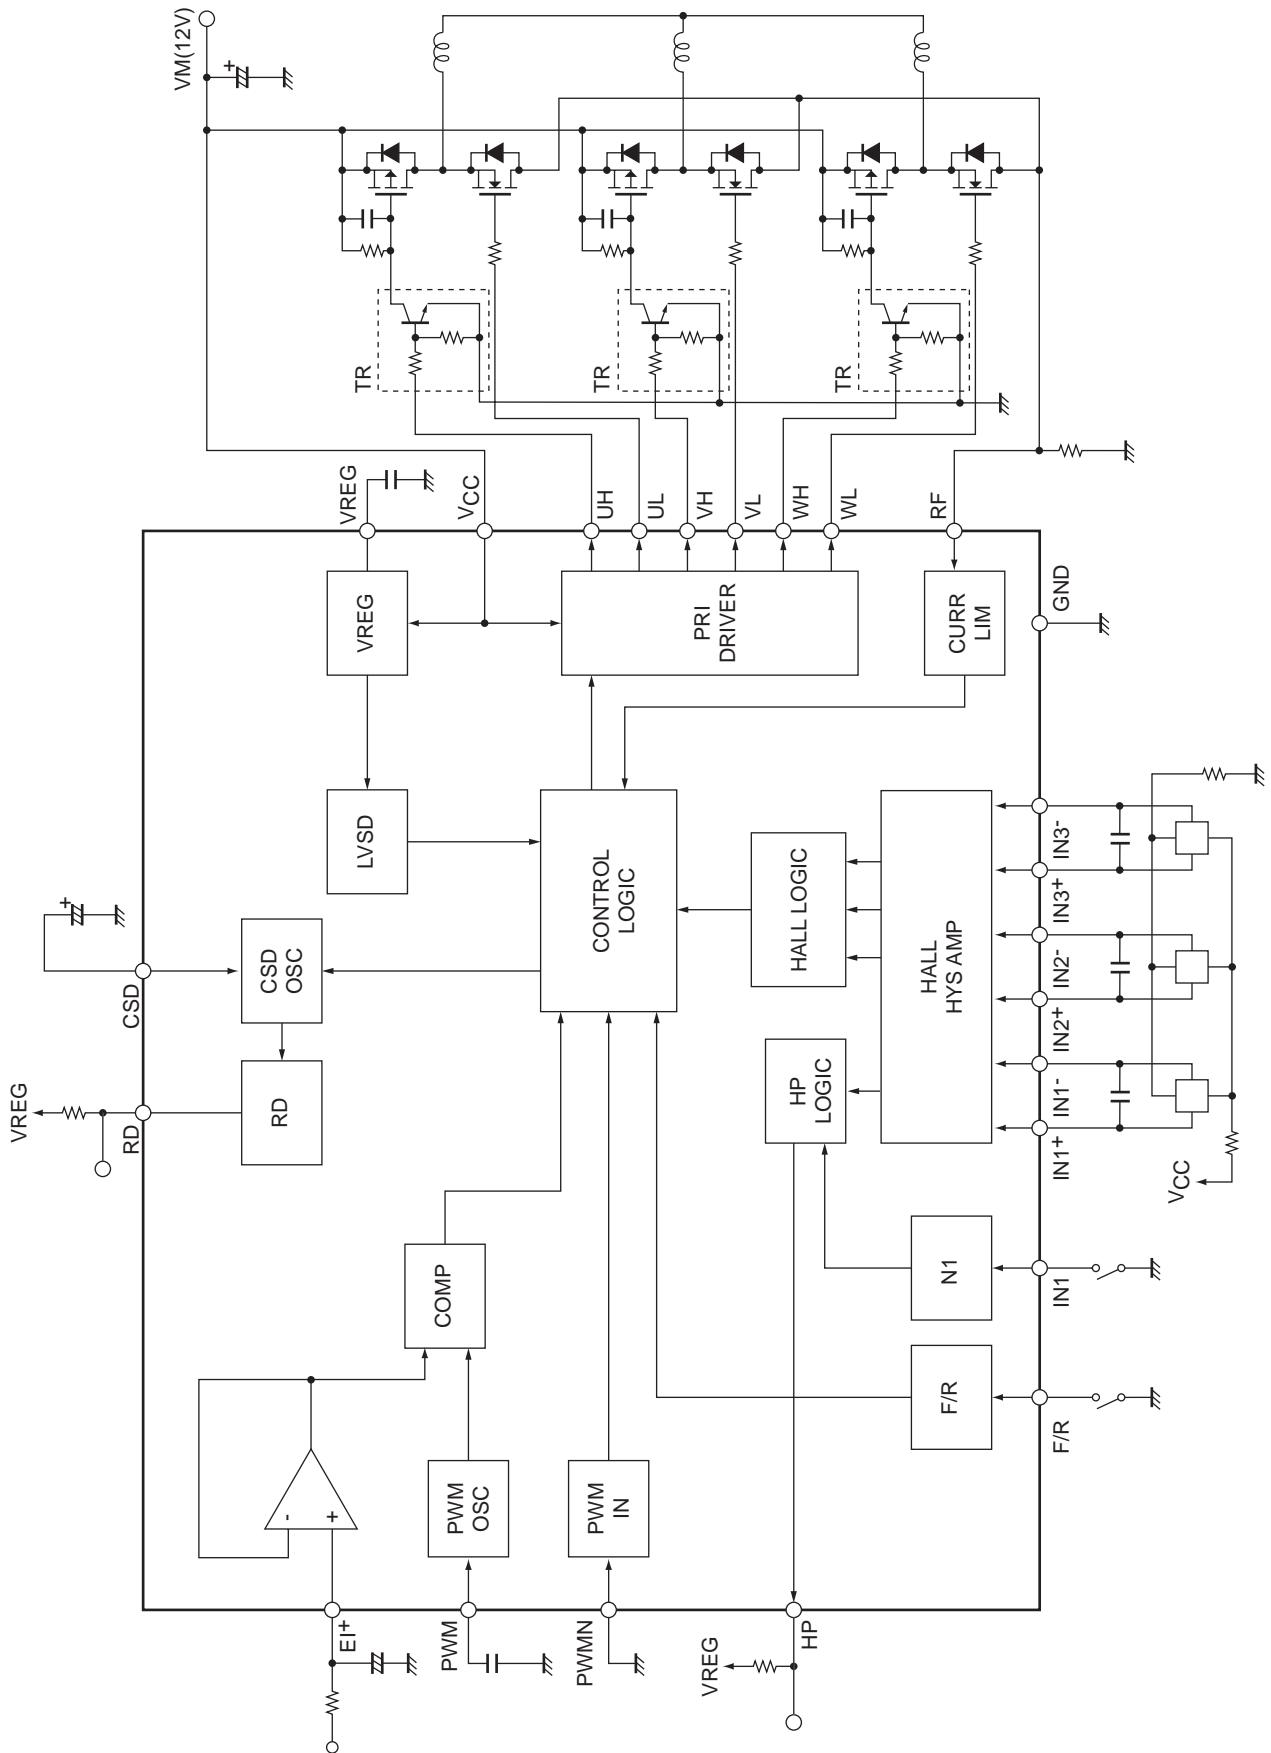 VM(12V)
+
TR
TR
TR
VREG
VCC
UH
UL
VH
VL
WH
WL
RF
VREG
PRI
DRIVER
CURR
LIM
GND
LVSD
+
CSD
CSD
OSC
CONTROL
LOGIC
HALL LOGIC
HALL
HYS AMP
IN3-
IN3+
IN2-
IN2+
IN1-
IN1+
VCC
VREG
RD
RD
HP
LOGIC
COMP
N1
IN1
F/R
F/R
-
+
PWM
OSC
PWM
IN
EI+
PWM
PWMN
VREG
HP